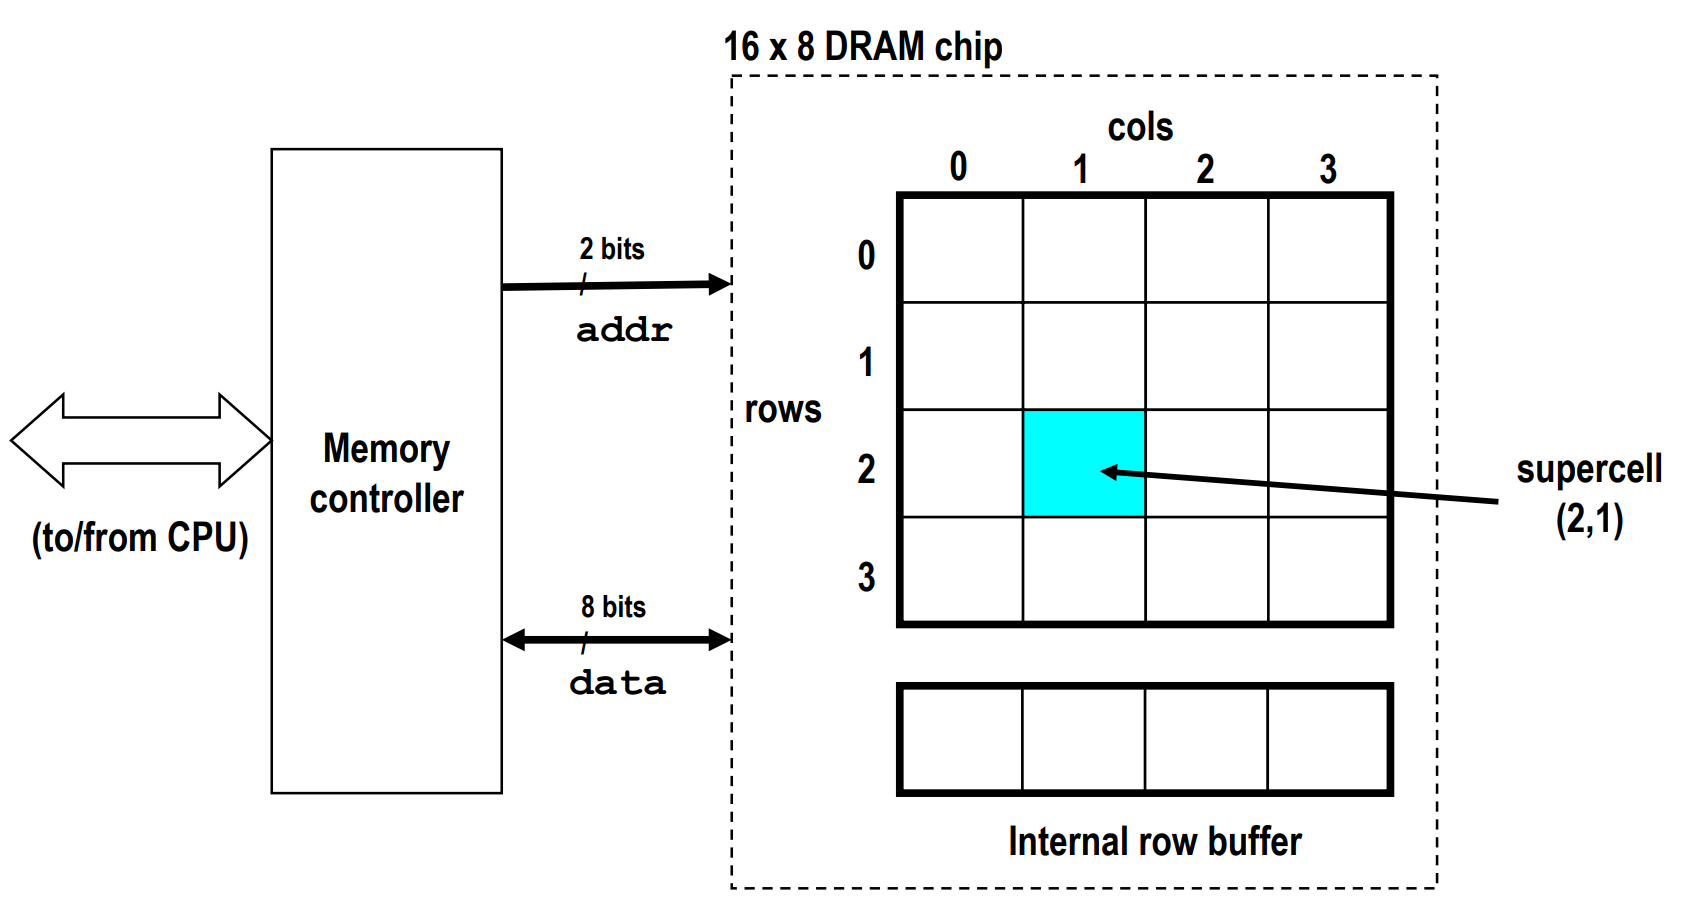 16 x 8 DRAM chip
cols
0 1 2 3
2 bits
addr
0
1
rows
2
3
Memory
controller
(to/from CPU)
supercell
(2,1)
8 bits
data
Internal row buffer